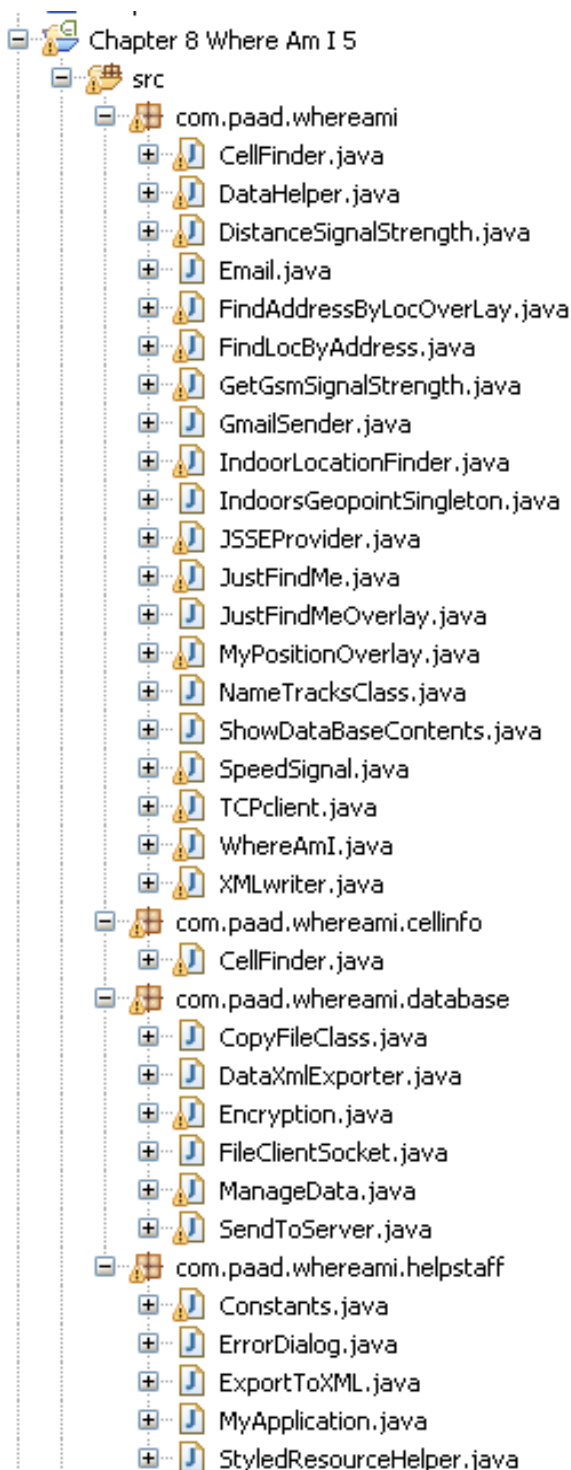 Chapter 8 Where Am I 5
src
com.paad.whereami
CellFinder.java
DataHelper.java
DistanceSignalStrength.java
Email.java
FindAddressByLocOverLay.java
FindLocByAddress.java
GetGsmSignalStrength.java
GmailSender.java
IndoorLocationFinder.java
IndoorsGeopointSingleton.java
JSSEProvider.java
JustFindMe.java
JustFindMeOverlay.java
MyPositionOverlay.java
NameTracksClass.java
ShowDataBaseContents.java
SpeedSignal.java
TCPclient.java
WhereAmI.java
XMLwriter.java
com.paad.whereami.cellinfo
CellFinder.java
com.paad.whereami.database
CopyFileClass.java
DataXmlExporter.java
Encryption.java
FileClientSocket.java
ManageData.java
SendToServer.java
com.paad.whereami.helpstaff
Constants.java
ErrorDialog.java
ExportToXML.java
MyApplication.java
StyledResourceHelper.java